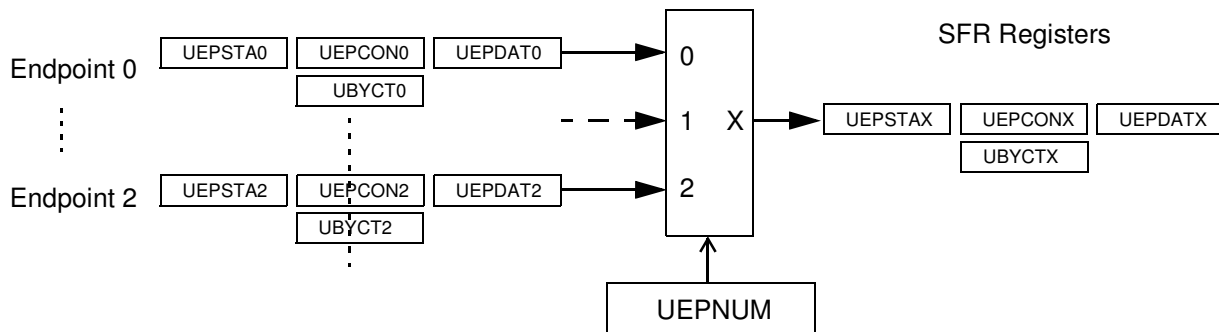 SFR Registers
Endpoint 0 UEPSTA0 UEPCON0 UEPDAT0 0
UBYCT0
1 X UEPSTAX UEPCONX UEPDATX
UBYCTX
Endpoint 2 UEPSTA2 UEPCON2 UEPDAT2 2
UBYCT2
UEPNUM